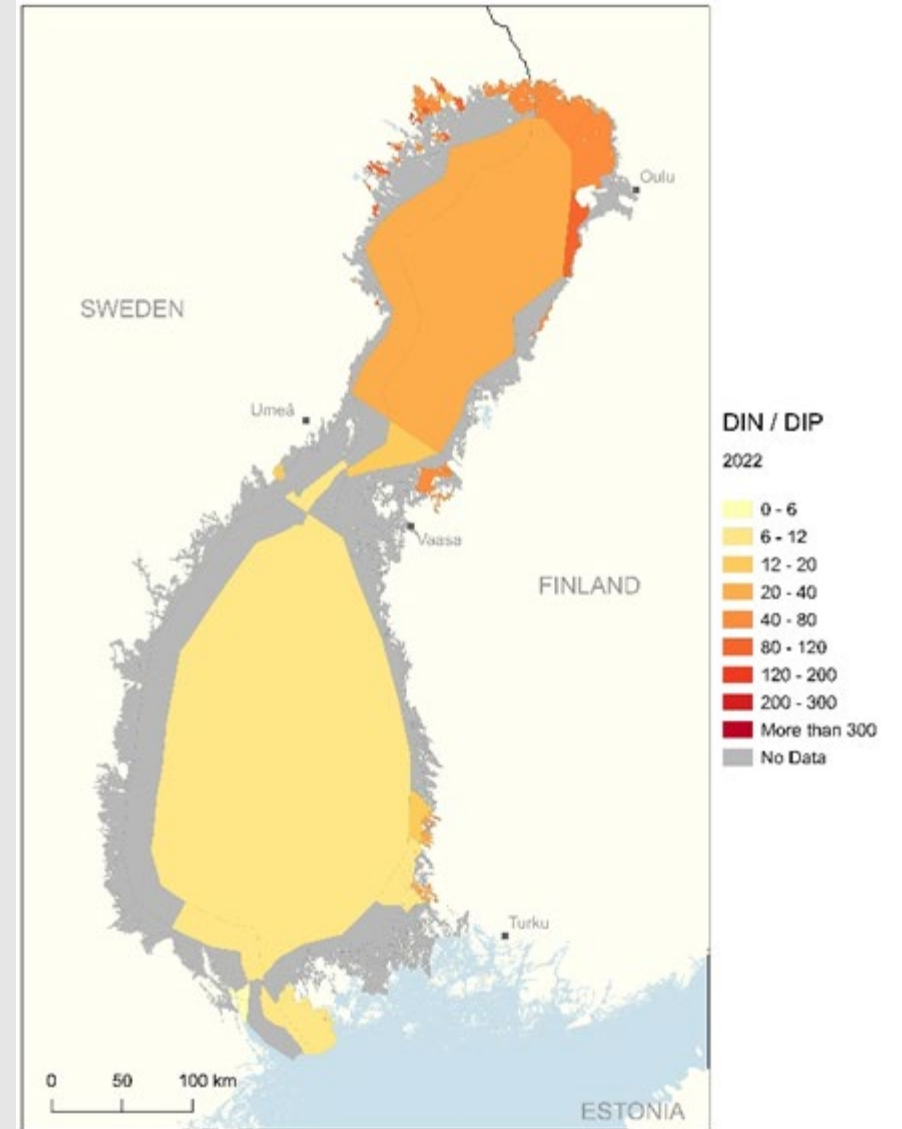 Oulu
SWEDEN
Umeå
DIN / DIP
2022
0 - 6
6 - 12
12 - 20
20 - 40
40 - 80
80 - 120
120 - 200
200 - 300
More than 300
No Data
Vaasa
FINLAND
Turku
0 50 100 km
ESTONIA